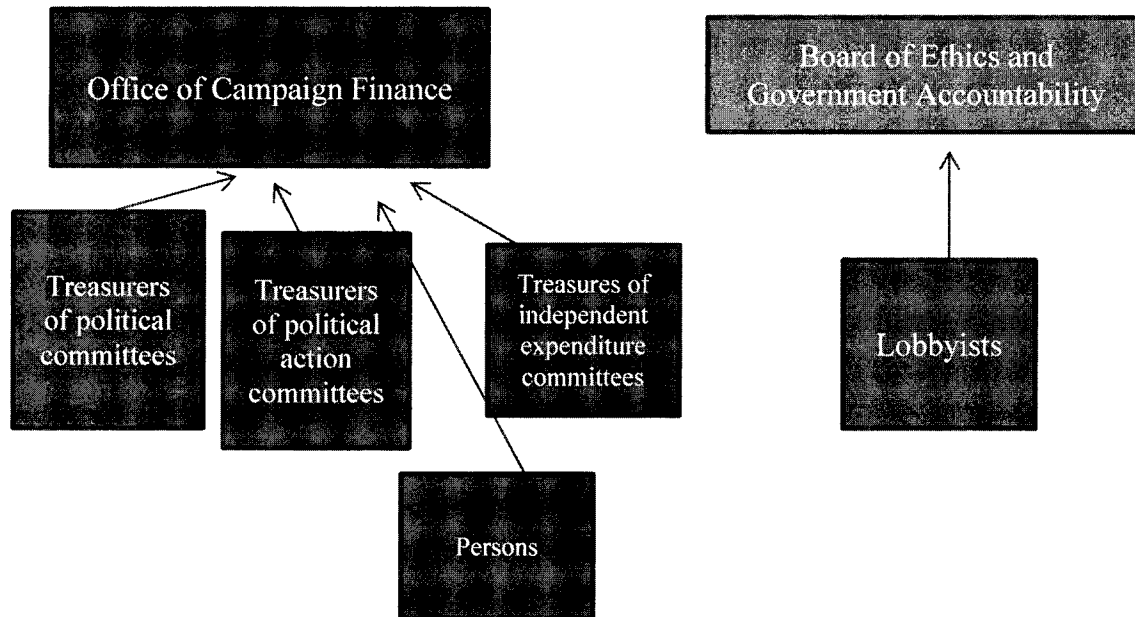 Office of Campaign Finance
Board of Ethics and
Government Accountability
Treasurers
of political
committees
Treasurers
of political
action
committees
Treasures of
independent
expenditure
committees
Lobbyists
Persons